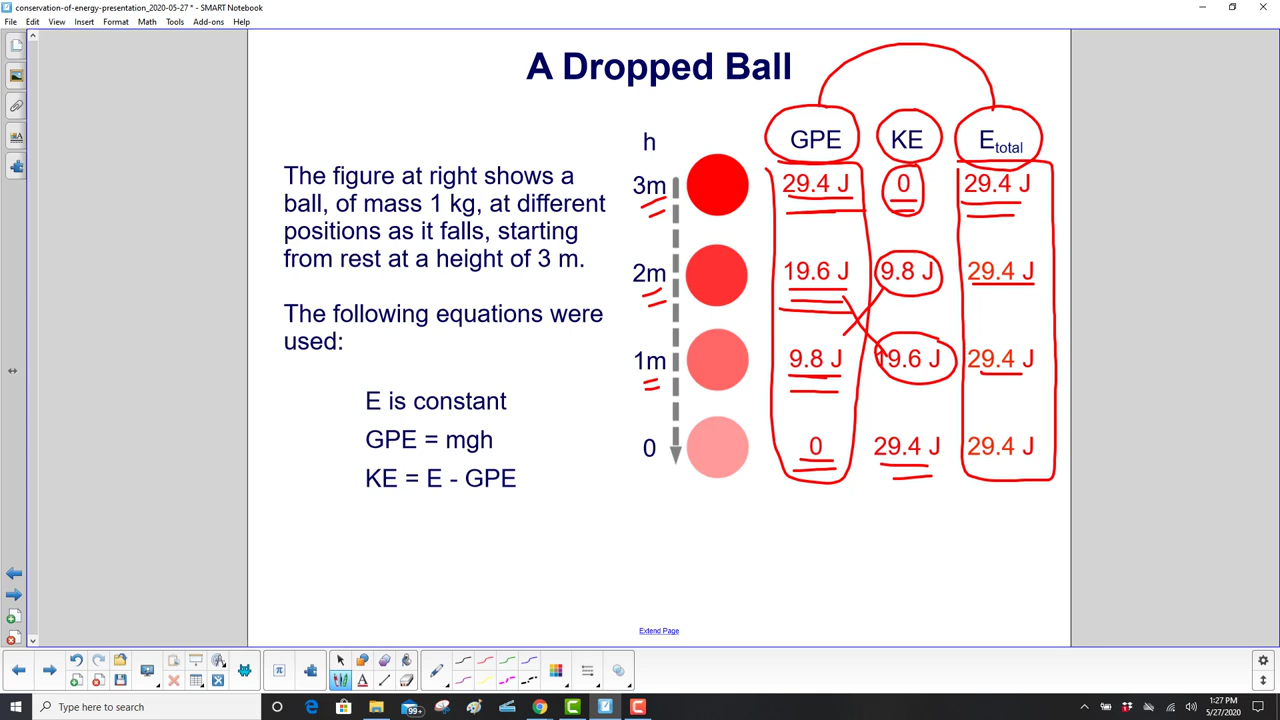 conservation-of-energy-presentation_2020-05-27 * - SMART Notebook
File Edit View Insert Format Math Tools Add-ons Help
A Dropped Ball
h GPE KE Etotal
The figure at right shows a
ball, of mass 1 kg, at different
positions as it falls, starting
from rest at a height of 3 m.
The following equations were
used:
E is constant
GPE = mgh
KE = E - GPE
3m 29.4 J 0 29.4 J
2m 19.6 J 9.8 J 29.4 J
1m 9.8 J 19.6 J 29.4 J
0 0 29.4 J 29.4 J
Extend Page
Type here to search
99+
1:27 PM
5/27/2020